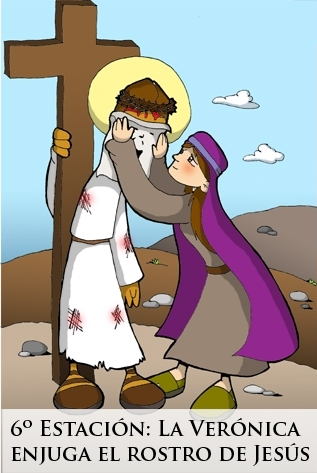 6º Estación: La Verónica
enjuga el rostro de Jesús